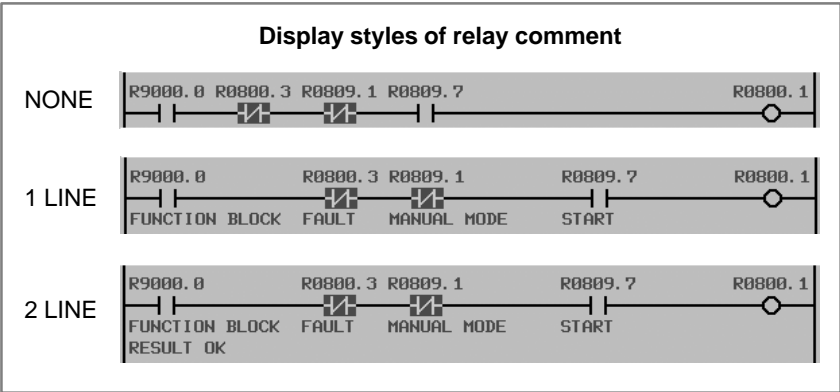 Display styles of relay comment
NONE
R9000.0 R0800.3 R0809.1 R0809.7 R0800.1
1 LINE
R9000.0 R0800.3 R0809.1 R0809.7 R0800.1
FUNCTION BLOCK FAULT MANUAL MODE START
2 LINE
R9000.0 R0800.3 R0809.1 R0809.7 R0800.1
FUNCTION BLOCK FAULT MANUAL MODE START
RESULT OK